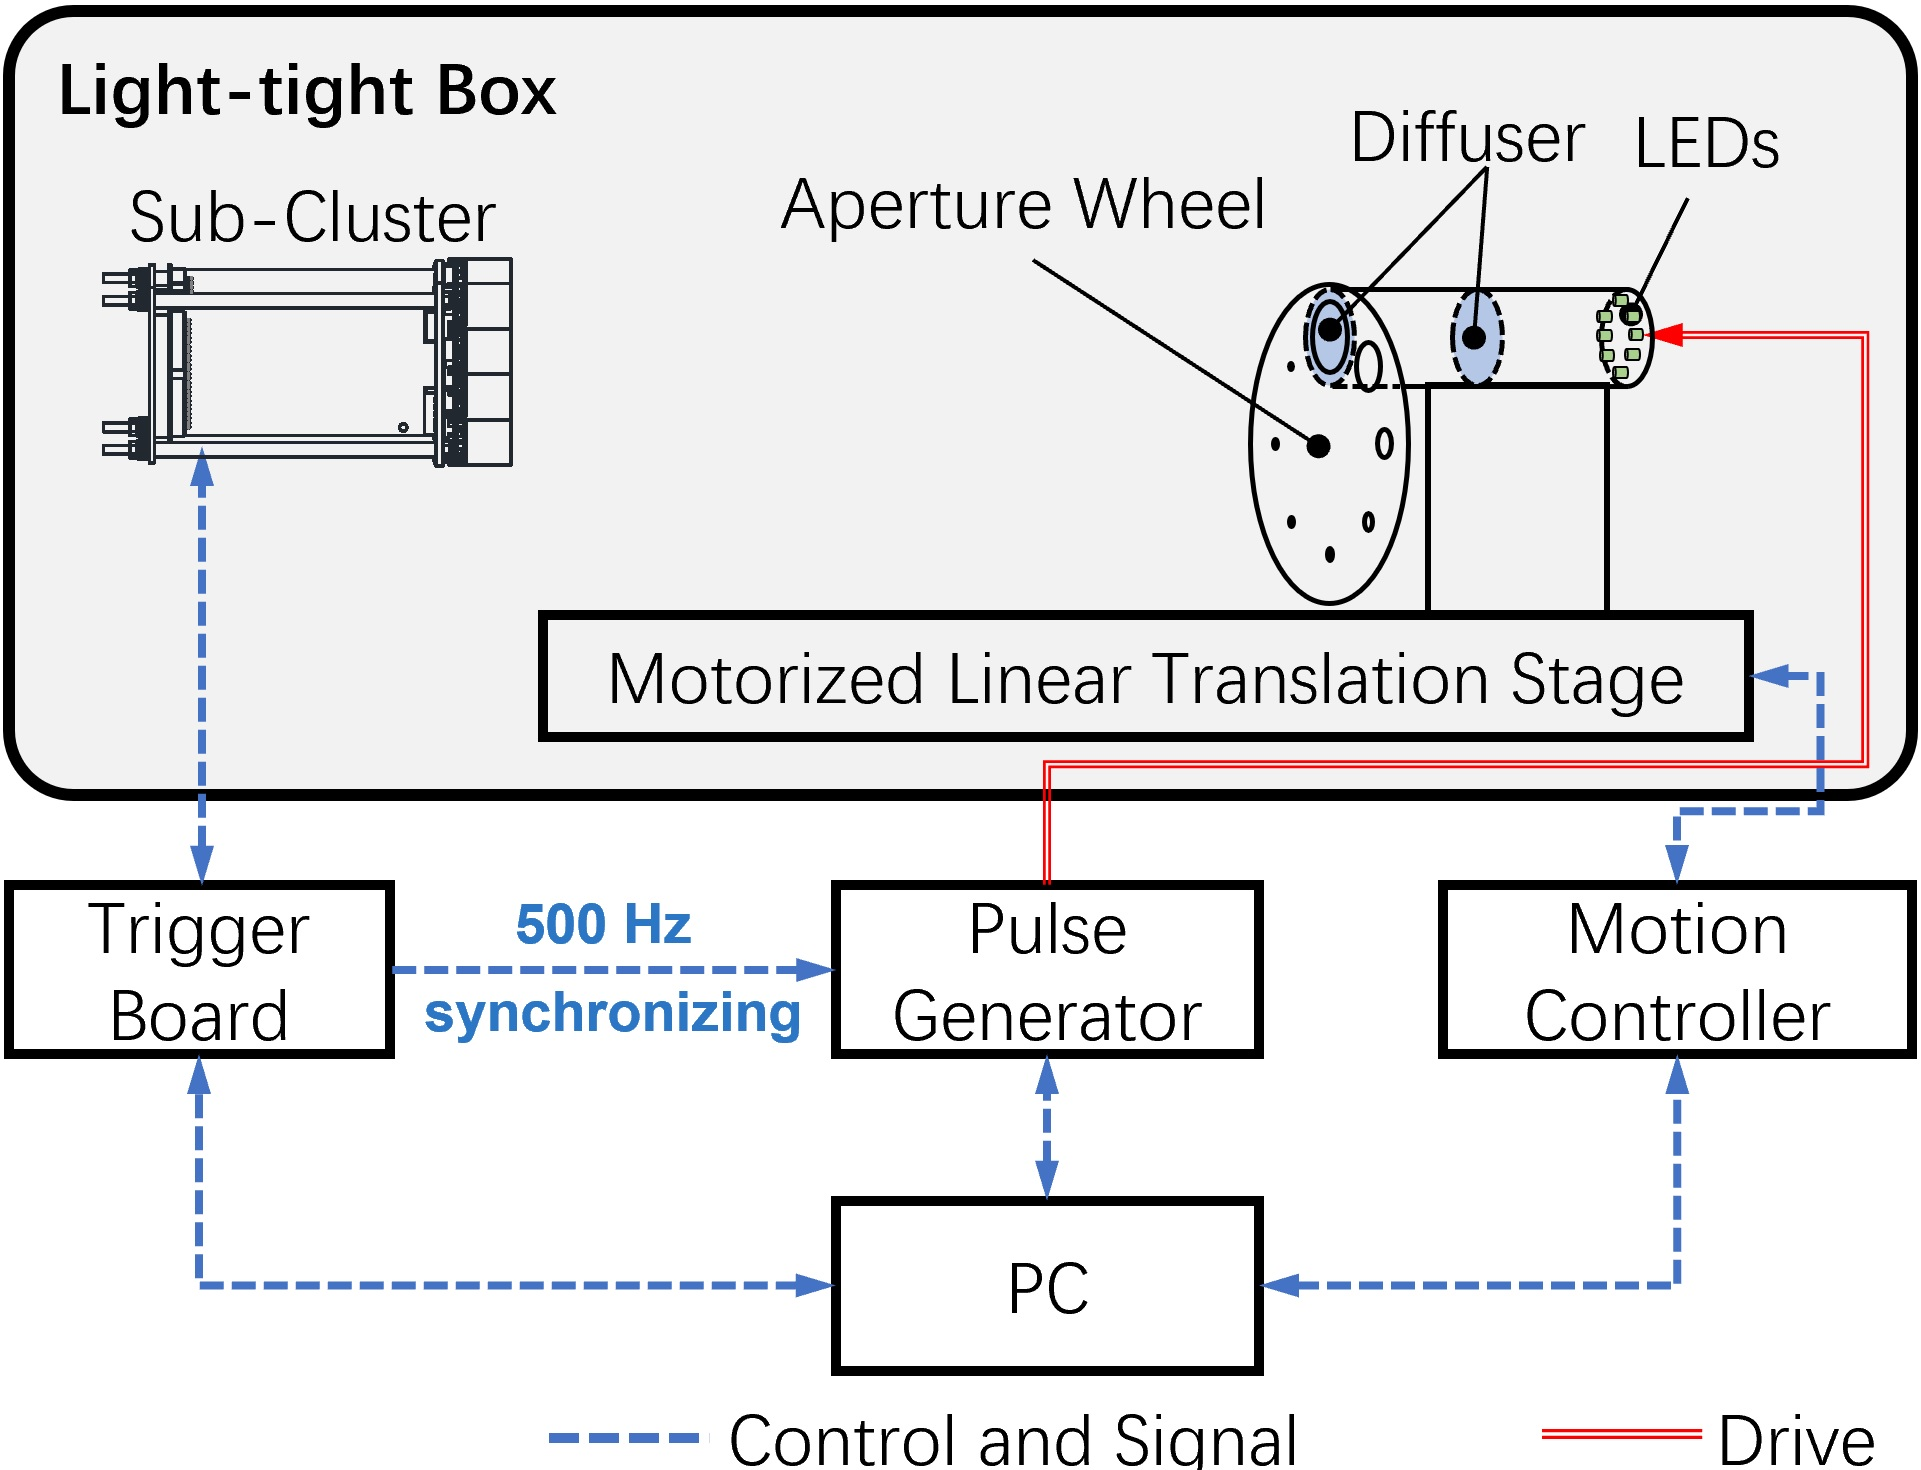 Light-tight Box
Sub-Cluster
Aperture Wheel
Diffuser
LEDs
Motorized Linear Translation Stage
Trigger
Board
500 Hz
synchronizing
Pulse
Generator
Motion
Controller
PC
Control and Signal
Drive